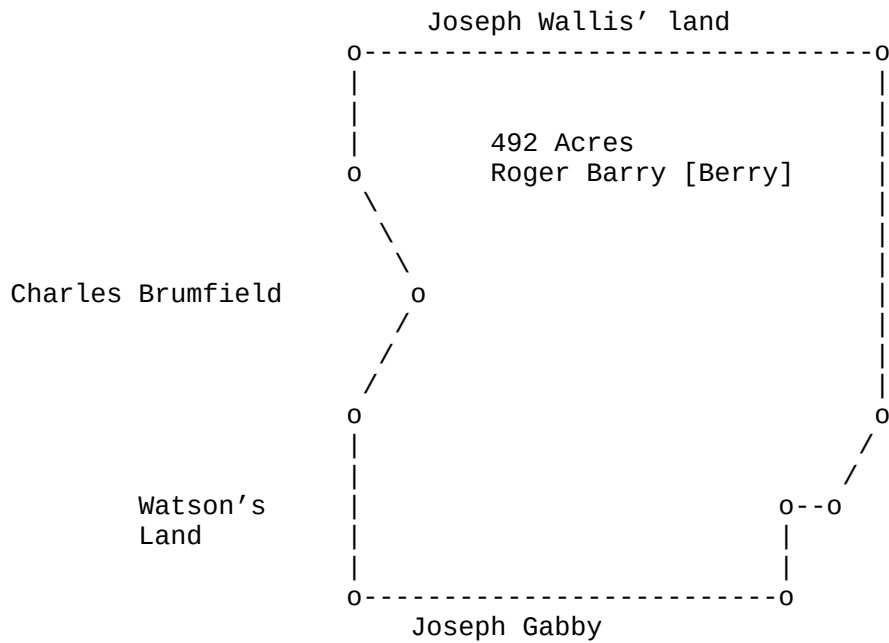 Joseph Wallis’ land
492 Acres
Roger Barry [Berry]
Charles Brumfield
Watson’s
Land
Joseph Gabby